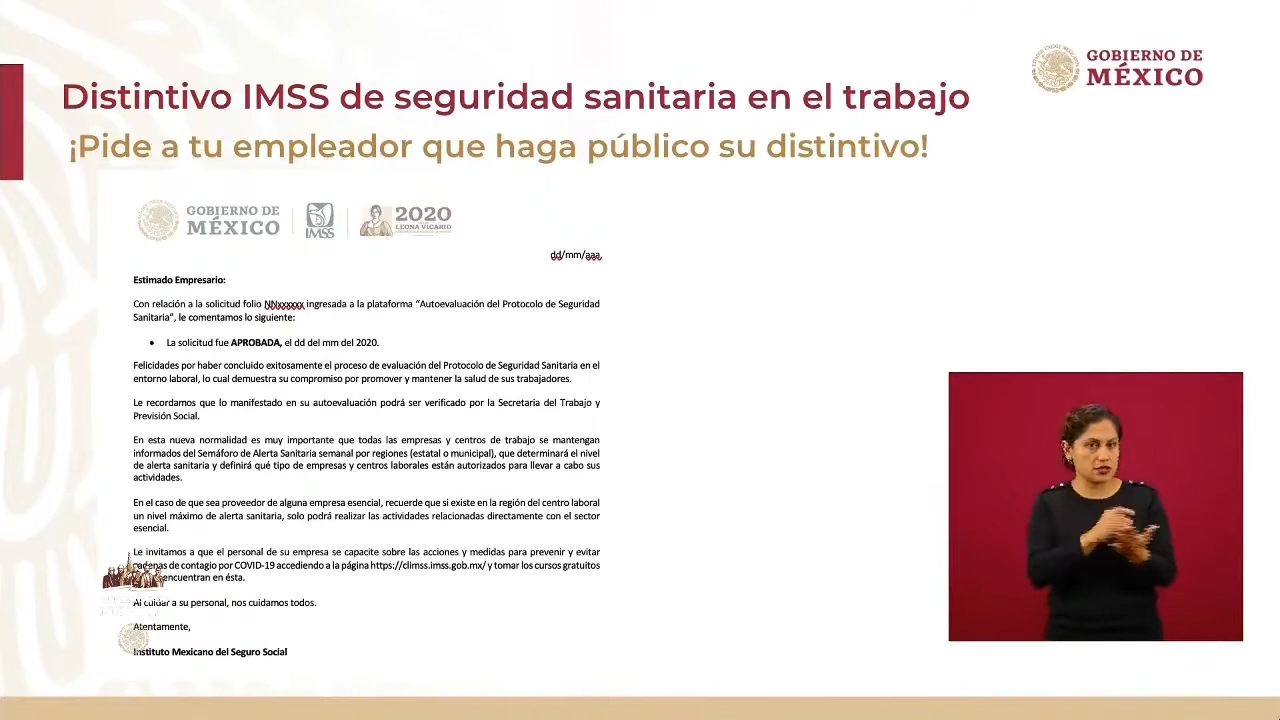 Distintivo IMSS de seguridad sanitaria en el trabajo
¡Pide a tu empleador que haga público su distintivo!
GOBIERNO DE
MÉXICO
GOBIERNO DE
MÉXICO
IMSS
2020
LEONA VICARIO
dd/mm/aaa,
Estimado Empresario:
Con relación a la solicitud folio NNxxxxxx ingresada a la plataforma “Autoevaluación del Protocolo de Seguridad
Sanitaria”, le comentamos lo siguiente:
• La solicitud fue APROBADA, el dd del mm del 2020.
Felicidades por haber concluido exitosamente el proceso de evaluación del Protocolo de Seguridad Sanitaria en el
entorno laboral, lo cual demuestra su compromiso por promover y mantener la salud de sus trabajadores.
Le recordamos que lo manifestado en su autoevaluación podrá ser verificado por la Secretaria del Trabajo y
Previsión Social.
En esta nueva normalidad es muy importante que todas las empresas y centros de trabajo se mantengan
informados del Semáforo de Alerta Sanitaria semanal por regiones (estatal o municipal), que determinará el nivel
de alerta sanitaria y definirá qué tipo de empresas y centros laborales están autorizados para llevar a cabo sus
actividades.
En el caso de que sea proveedor de alguna empresa esencial, recuerde que si existe en la región del centro laboral
un nivel máximo de alerta sanitaria, solo podrá realizar las actividades relacionadas directamente con el sector
esencial.
Le invitamos a que el personal de su empresa se capacite sobre las acciones y medidas para prevenir y evitar
cadenas de contagio por COVID-19 accediendo a la página https://climss.imss.gob.mx/ y tomar los cursos gratuitos
encuentran en ésta.
Al cuidar a su personal, nos cuidamos todos.
Atentamente,
Instituto Mexicano del Seguro Social